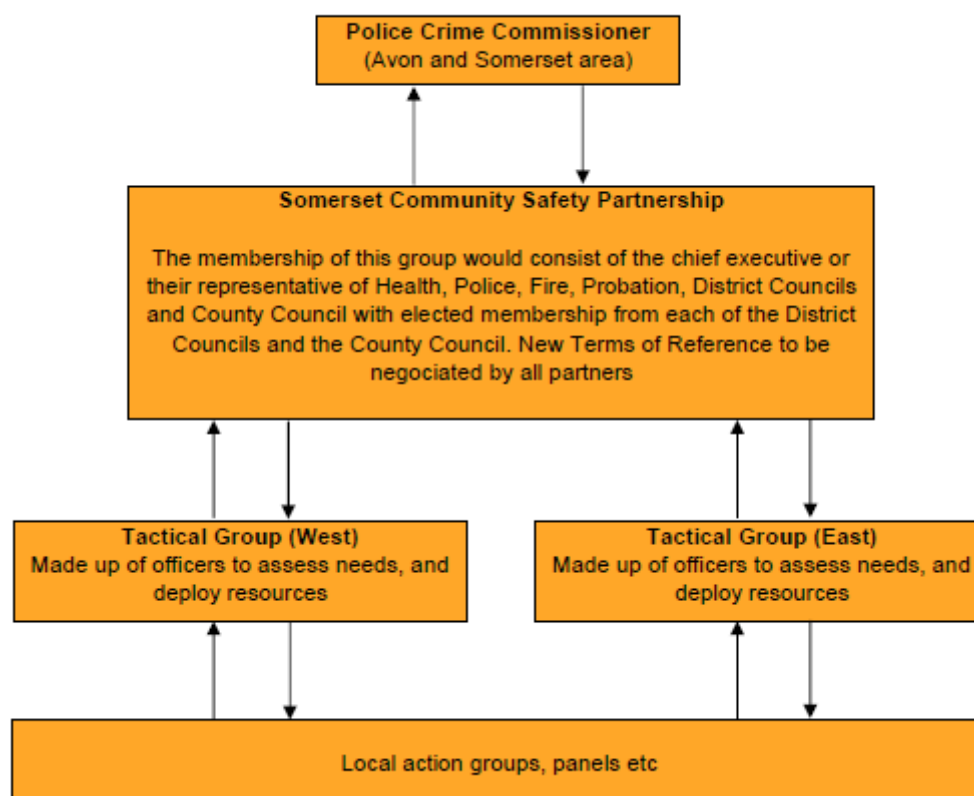 Police Crime Commissioner
(Avon and Somerset area)
Somerset Community Safety Partnership
The membership of this group would consist of the chief executive or
their representative of Health, Police, Fire, Probation, District Councils
and County Council with elected membership from each of the District
Councils and the County Council. New Terms of Reference to be
negociated by all partners
Tactical Group (West)
Made up of officers to assess needs, and
deploy resources
Tactical Group (East)
Made up of officers to assess needs, and
deploy resources
Local action groups, panels etc